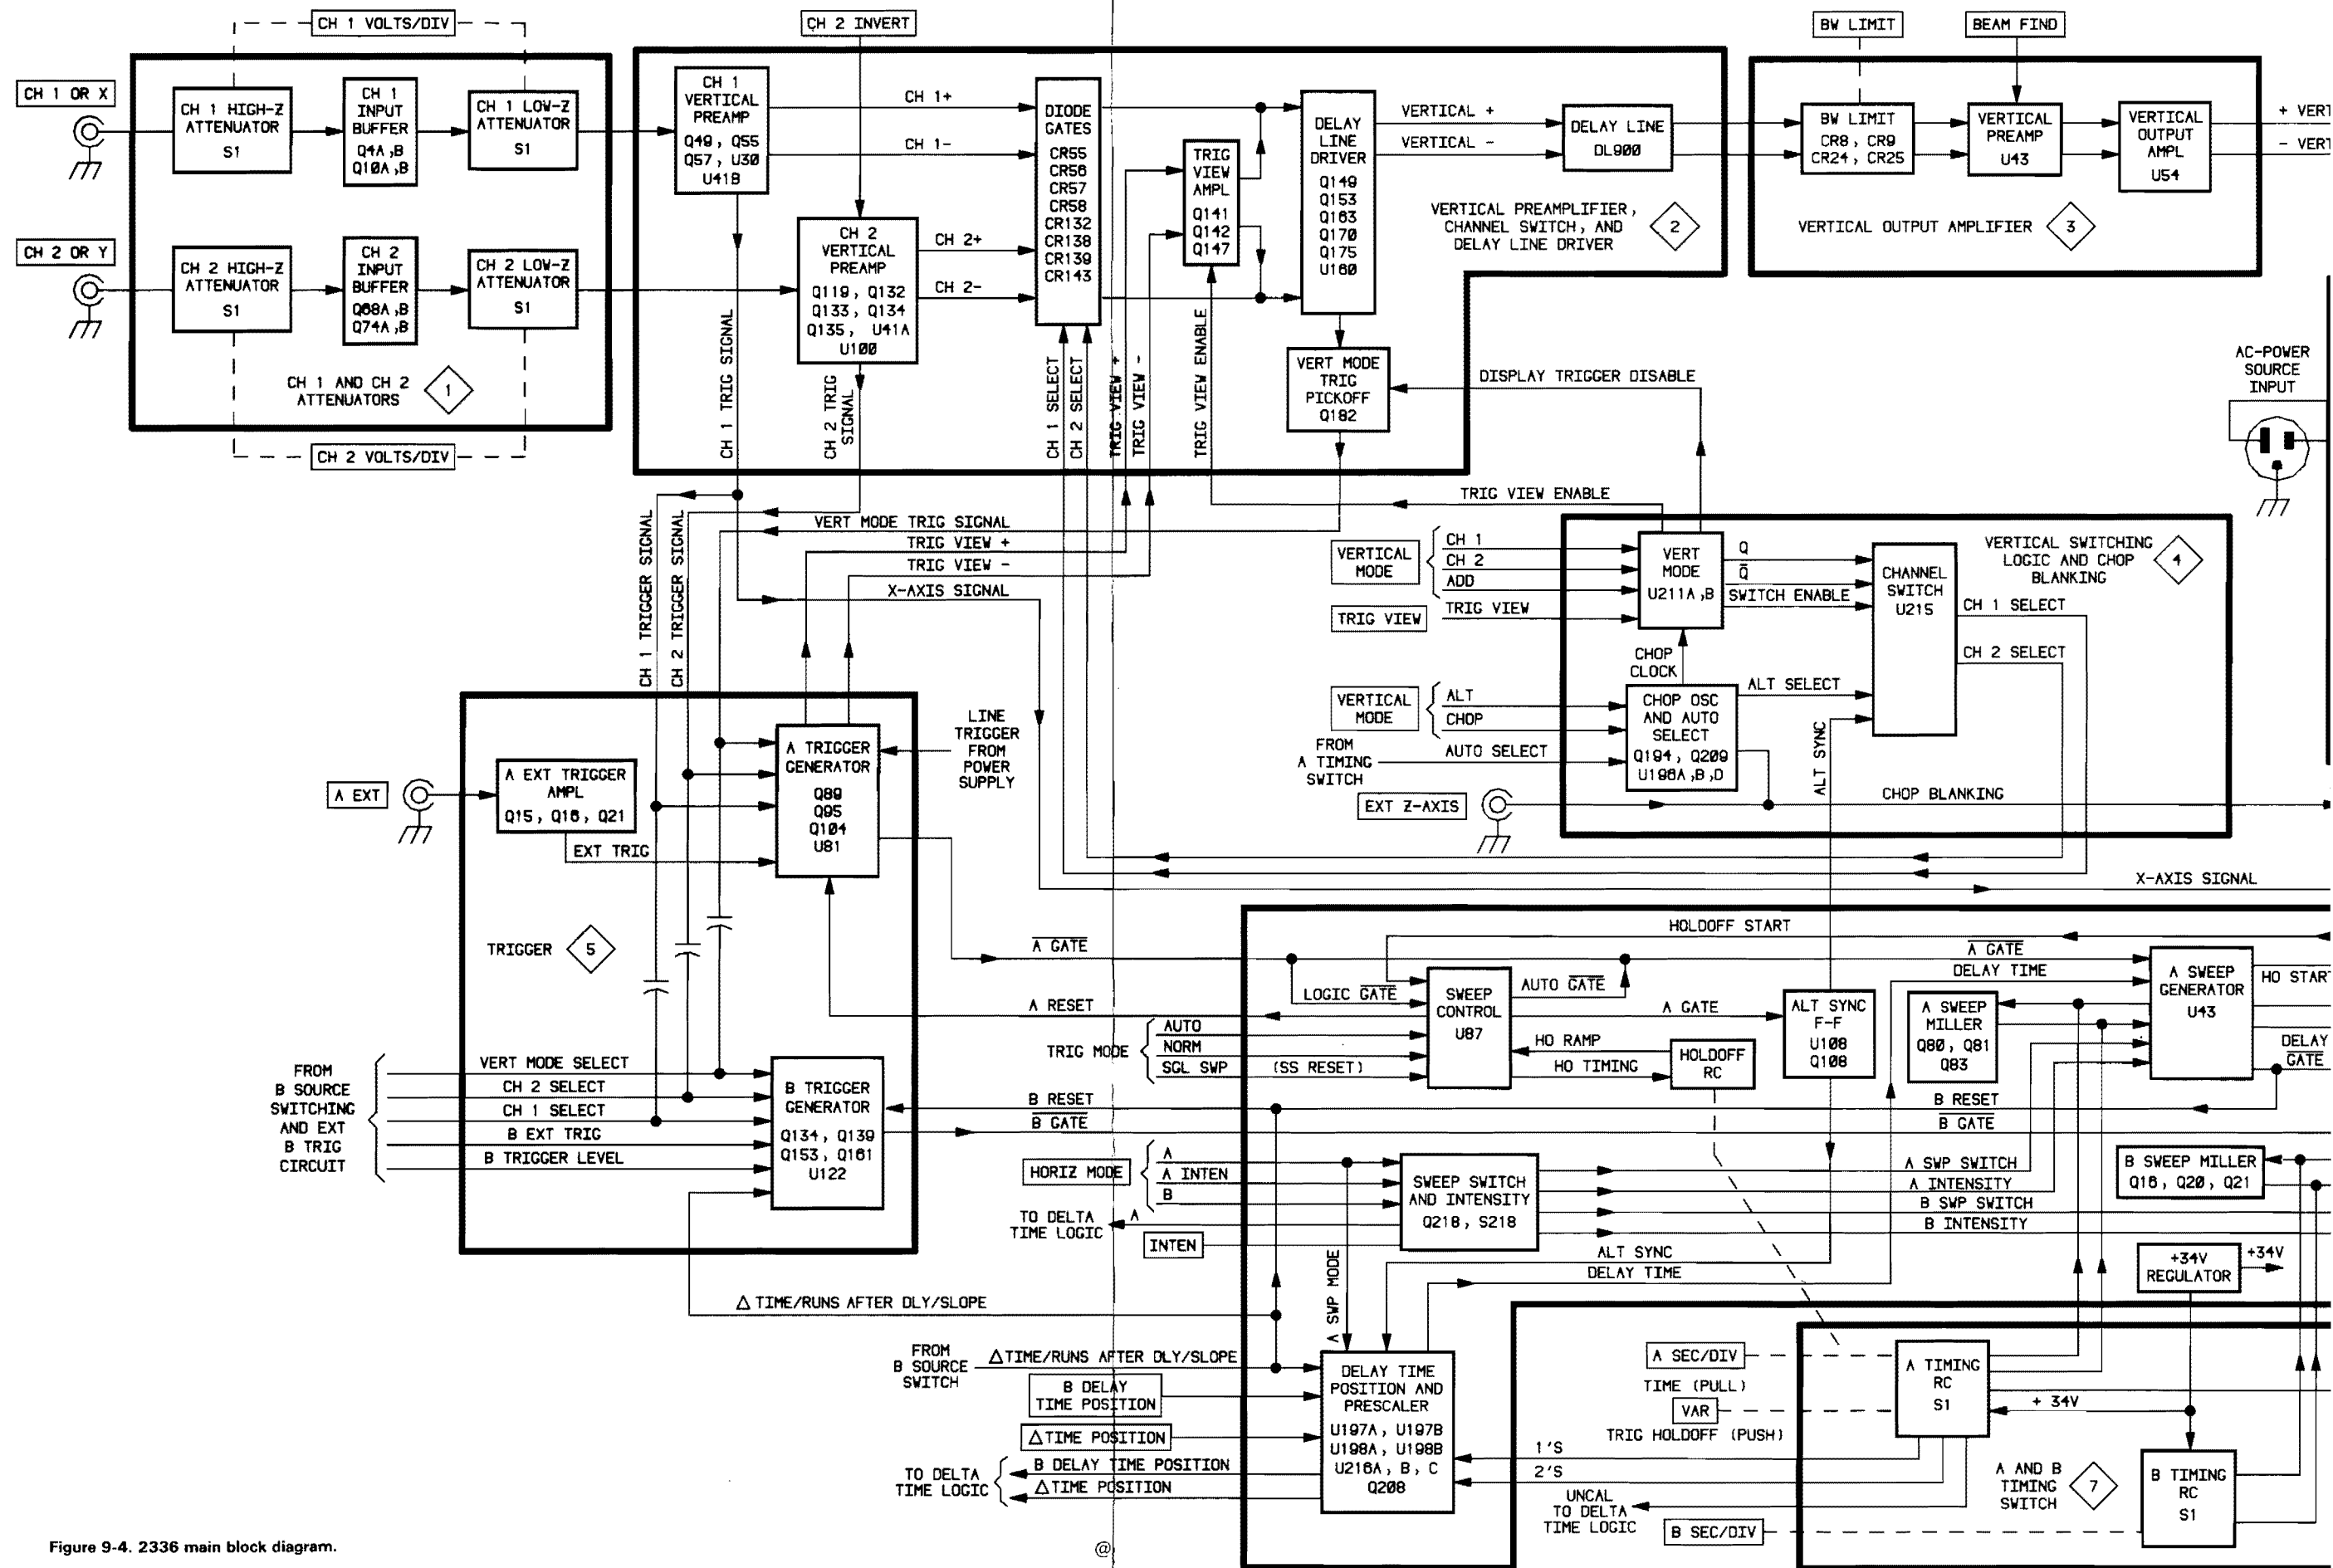 CH 1 VOLTS/DIV
CH 2 INVERT
BW LIMIT
BEAM FIND
CH 1 OR X
CH 1 HIGH-Z
ATTENUATOR
S1
CH 1
INPUT
BUFFER
Q4A,B
Q10A,B
CH 1 LOW-Z
ATTENUATOR
S1
CH 2 OR Y
CH 2 HIGH-Z
ATTENUATOR
S1
CH 2
INPUT
BUFFER
Q68A,B
Q74A,B
CH 2 LOW-Z
ATTENUATOR
S1
CH 1 AND CH 2
ATTENUATORS
1
CH 2 VOLTS/DIV
CH 1
VERTICAL
PREAMP
Q49, Q55
Q57, U30
U41B
CH 1+
CH 1-
CH 2
VERTICAL
PREAMP
Q119, Q132
Q133, Q134
Q135, U41A
U100
CH 2+
CH 2-
DIODE
GATES
CR55
CR56
CR57
CR58
CR132
CR138
CR139
CR143
TRIG
VIEW
AMPL
Q141
Q142
Q147
DELAY
LINE
DRIVER
Q149
Q153
Q163
Q170
Q175
U160
VERTICAL +
VERTICAL -
DELAY LINE
DL900
VERTICAL PREAMPLIFIER,
CHANNEL SWITCH, AND
DELAY LINE DRIVER
2
VERT MODE
TRIG
PICKOFF
Q182
DISPLAY TRIGGER DISABLE
CH 1 TRIG SIGNAL
CH 2 TRIG
SIGNAL
CH 1 SELECT
CH 2 SELECT
TRIG VIEW +
TRIG VIEW -
TRIG VIEW ENABLE
BW LIMIT
CR8, CR9
CR24, CR25
VERTICAL
PREAMP
U43
VERTICAL
OUTPUT
AMPL
U54
+ VERT
- VERT
VERTICAL OUTPUT AMPLIFIER
3
AC-POWER
SOURCE
INPUT
TRIG VIEW ENABLE
VERT MODE TRIG SIGNAL
TRIG VIEW +
TRIG VIEW -
X-AXIS SIGNAL
CH 1 TRIGGER SIGNAL
CH 2 TRIGGER SIGNAL
VERTICAL
MODE
CH 1
CH 2
ADD
TRIG VIEW
TRIG VIEW
VERT
MODE
U211A,B
Q
Q̅
SWITCH ENABLE
CHANNEL
SWITCH
U215
VERTICAL SWITCHING
LOGIC AND CHOP
BLANKING
4
CH 1 SELECT
CH 2 SELECT
CHOP
CLOCK
VERTICAL
MODE
ALT
CHOP
FROM
A TIMING
SWITCH
AUTO SELECT
CHOP OSC
AND AUTO
SELECT
Q194, Q209
U196A,B,D
ALT SELECT
ALT SYNC
EXT Z-AXIS
CHOP BLANKING
X-AXIS SIGNAL
A EXT
A EXT TRIGGER
AMPL
Q15, Q16, Q21
EXT TRIG
A TRIGGER
GENERATOR
Q89
Q95
Q104
U81
LINE
TRIGGER
FROM
POWER
SUPPLY
TRIGGER
5
A̅ ̅G̅A̅T̅E̅
A RESET
FROM
B SOURCE
SWITCHING
AND EXT
B TRIG
CIRCUIT
VERT MODE SELECT
CH 2 SELECT
CH 1 SELECT
B EXT TRIG
B TRIGGER LEVEL
B TRIGGER
GENERATOR
Q134, Q139
Q153, Q161
U122
B RESET
B̅ ̅G̅A̅T̅E̅
△ TIME/RUNS AFTER DLY/SLOPE
HOLDOFF START
LOGIC G̅A̅T̅E̅
SWEEP
CONTROL
U87
AUTO G̅A̅T̅E̅
A GATE
TRIG MODE
AUTO
NORM
SGL SWP (SS RESET)
HO RAMP
HO TIMING
HOLDOFF
RC
ALT SYNC
F-F
U108
Q108
A̅ ̅G̅A̅T̅E̅
DELAY TIME
A SWEEP
MILLER
Q80, Q81
Q83
A SWEEP
GENERATOR
U43
HO START
DELAY
G̅A̅T̅E̅
B RESET
B̅ ̅G̅A̅T̅E̅
HORIZ MODE
A
A INTEN
B
TO DELTA
TIME LOGIC
A
INTEN
SWEEP SWITCH
AND INTENSITY
Q218, S218
A SWP SWITCH
A INTENSITY
B SWP SWITCH
B INTENSITY
B SWEEP MILLER
Q18, Q20, Q21
ALT SYNC
DELAY TIME
A SWP MODE
+34V
REGULATOR
+34V
FROM
B SOURCE
SWITCH
△TIME/RUNS AFTER DLY/SLOPE
B DELAY
TIME POSITION
△TIME POSITION
TO DELTA
TIME LOGIC
B DELAY TIME POSITION
△TIME POSITION
DELAY TIME
POSITION AND
PRESCALER
U197A, U197B
U198A, U198B
U216A, B, C
Q208
1'S
2'S
A SEC/DIV
TIME (PULL)
VAR
TRIG HOLDOFF (PUSH)
A TIMING
RC
S1
+ 34V
UNCAL
TO DELTA
TIME LOGIC
B SEC/DIV
A AND B
TIMING
SWITCH
7
B TIMING
RC
S1
Figure 9-4. 2336 main block diagram.
@